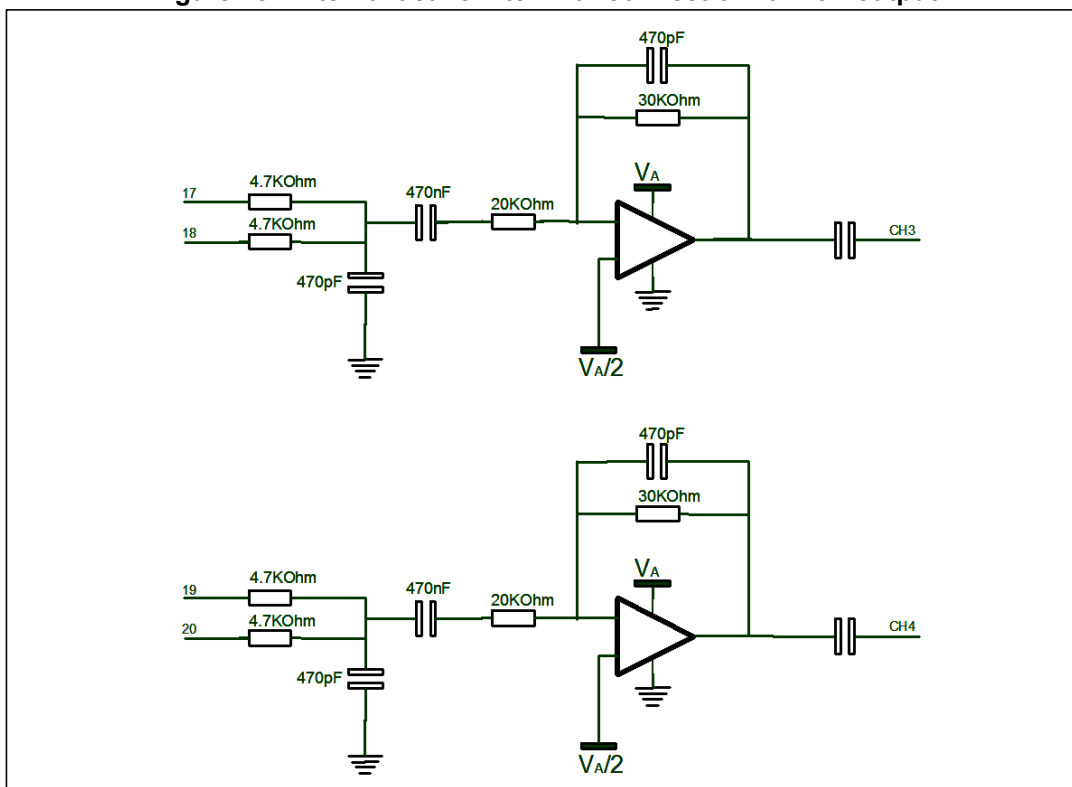 470pF
30KOhm
VA
17
4.7KOhm
470nF
20KOhm
18
4.7KOhm
CH3
470pF
VA/2
470pF
30KOhm
VA
19
4.7KOhm
470nF
20KOhm
20
4.7KOhm
CH4
470pF
VA/2